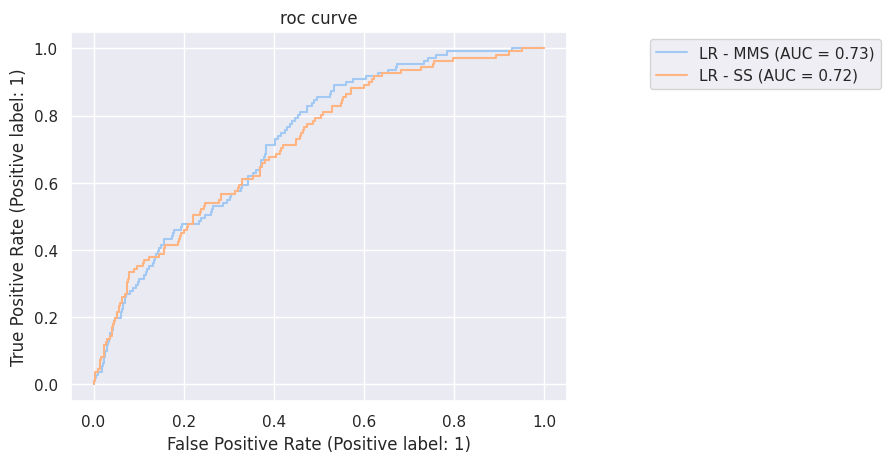 roc curve
LR - MMS (AUC = 0.73)
LR - SS (AUC = 0.72)
True Positive Rate (Positive label: 1)
1.0
0.8
0.6
0.4
0.2
0.0
0.0 0.2 0.4 0.6 0.8 1.0
False Positive Rate (Positive label: 1)